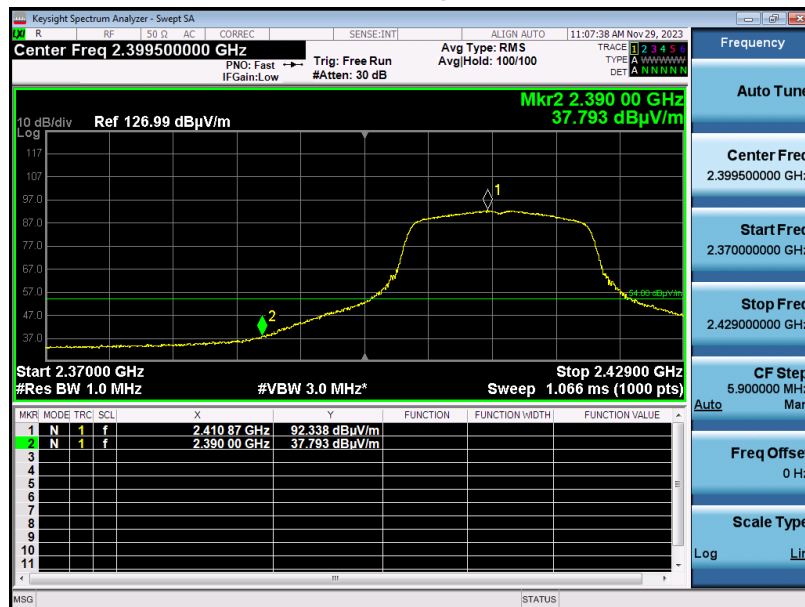 Keysight Spectrum Analyzer - Swept SA
LXI R RF 50 Ω AC CORREC SENSE:INT ALIGN AUTO 11:07:38 AM Nov 29, 2023
Center Freq 2.399500000 GHz
PNO: Fast
IFGain:Low
Trig: Free Run
#Atten: 30 dB
Avg Type: RMS
Avg|Hold: 100/100
TRACE 1 2 3 4 5 6
TYPE A WWWWW
DET A N N N N N
Mkr2 2.390 00 GHz
37.793 dBµV/m
10 dB/div Ref 126.99 dBµV/m
Log
117
107
97.0
87.0
77.0
67.0
57.0
47.0
37.0
1
2
54.00 dBµV/m
Start 2.37000 GHz Stop 2.42900 GHz
#Res BW 1.0 MHz #VBW 3.0 MHz* Sweep 1.066 ms (1000 pts)
MKR MODE TRC SCL X Y FUNCTION FUNCTION WIDTH FUNCTION VALUE
1 N 1 f 2.410 87 GHz 92.338 dBµV/m
2 N 1 f 2.390 00 GHz 37.793 dBµV/m
3
4
5
6
7
8
9
10
11
MSG STATUS
Frequency
Auto Tune
Center Freq
2.399500000 GHz
Start Freq
2.370000000 GHz
Stop Freq
2.429000000 GHz
CF Step
5.900000 MHz
Auto Man
Freq Offset
0 Hz
Scale Type
Log Lin